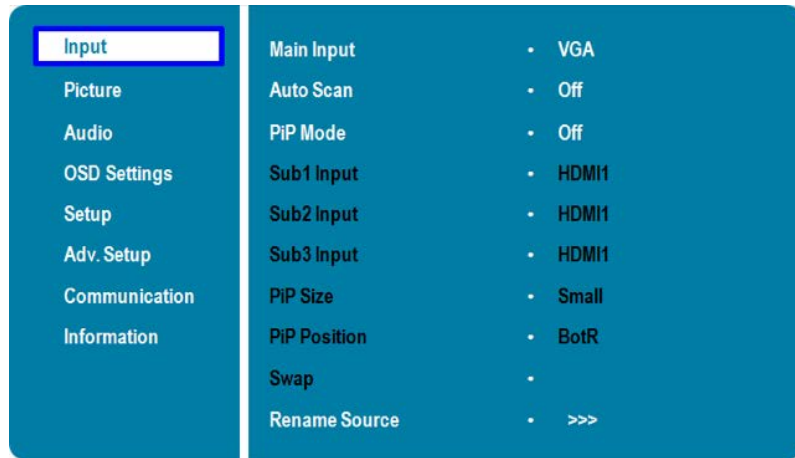 Input
Picture
Audio
OSD Settings
Setup
Adv. Setup
Communication
Information
Main Input • VGA
Auto Scan • Off
PiP Mode • Off
Sub1 Input • HDMI1
Sub2 Input • HDMI1
Sub3 Input • HDMI1
PiP Size • Small
PiP Position • BotR
Swap •
Rename Source • >>>